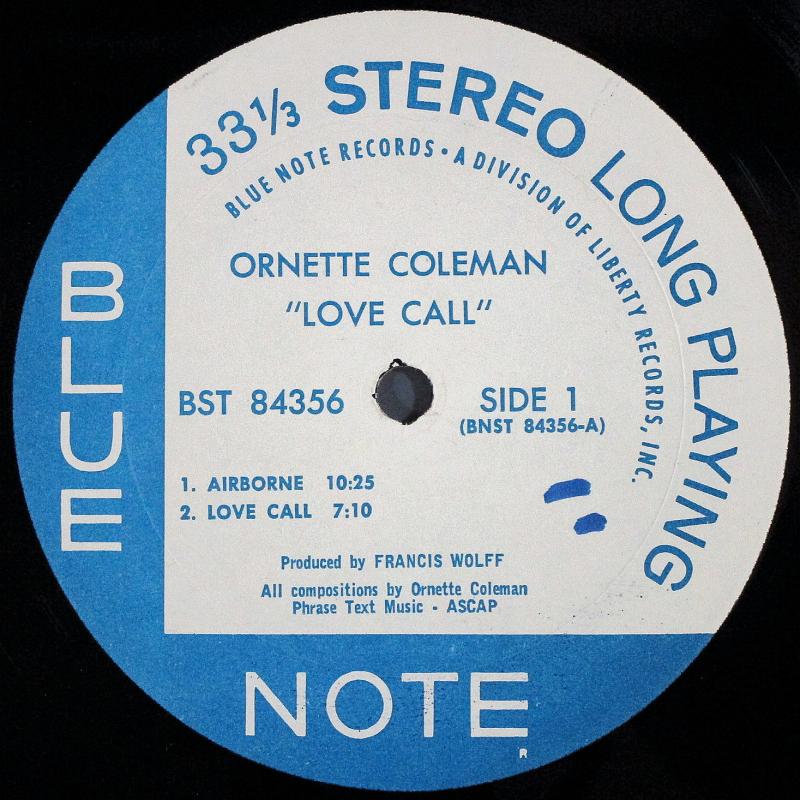 33⅓ STEREO LONG PLAYING
BLUE NOTE RECORDS • A DIVISION OF LIBERTY RECORDS, INC.
ORNETTE COLEMAN
"LOVE CALL"
BST 84356
SIDE 1
(BNST 84356-A)
1. AIRBORNE 10:25
2. LOVE CALL 7:10
Produced by FRANCIS WOLFF
All compositions by Ornette Coleman
Phrase Text Music - ASCAP
BLUE
NOTE
R